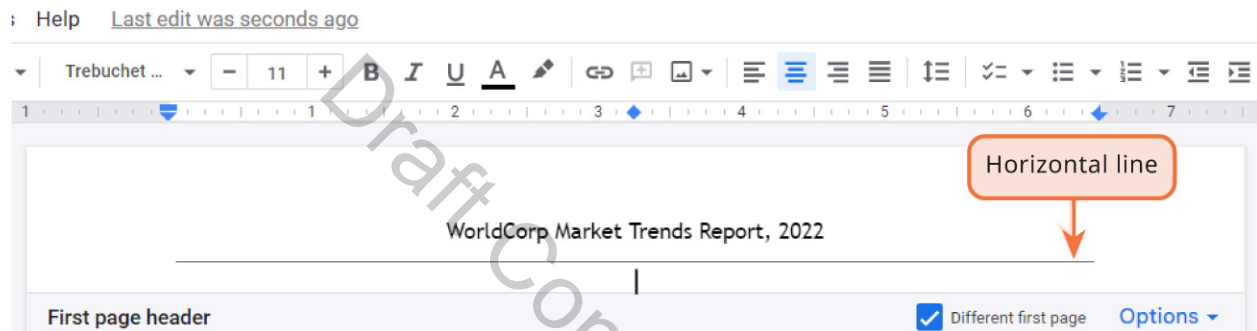 Help Last edit was seconds ago
Trebuchet ... − 11 + B I U A
1 1 2 3 4 5 6 7
Horizontal line
WorldCorp Market Trends Report, 2022
First page header Different first page Options
Draft Con